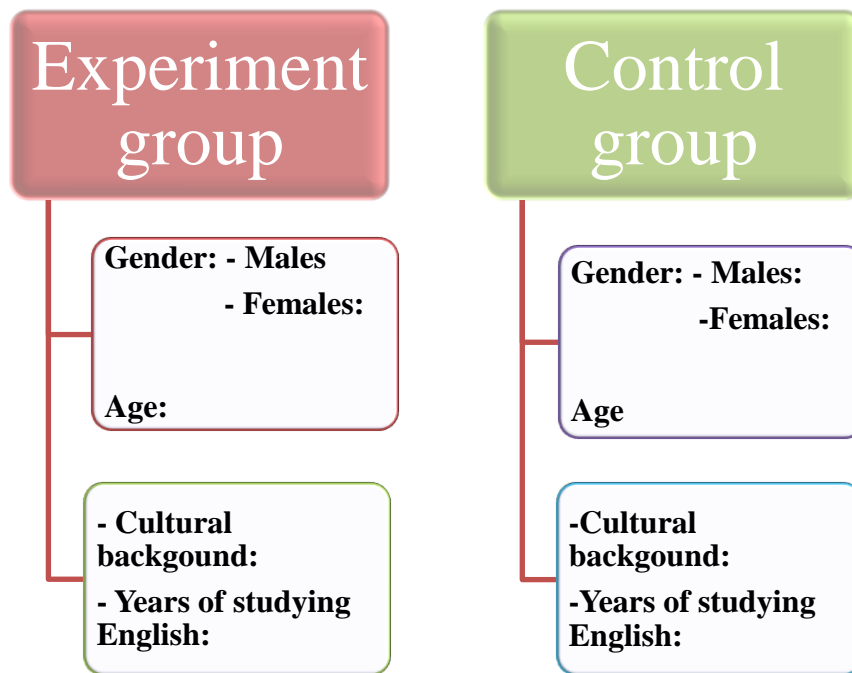 Experiment
group
Gender: - Males
- Females:
Age:
- Cultural
backgound:
- Years of studying
English:
Control
group
Gender: - Males:
-Females:
Age
-Cultural
backgound:
-Years of studying
English: